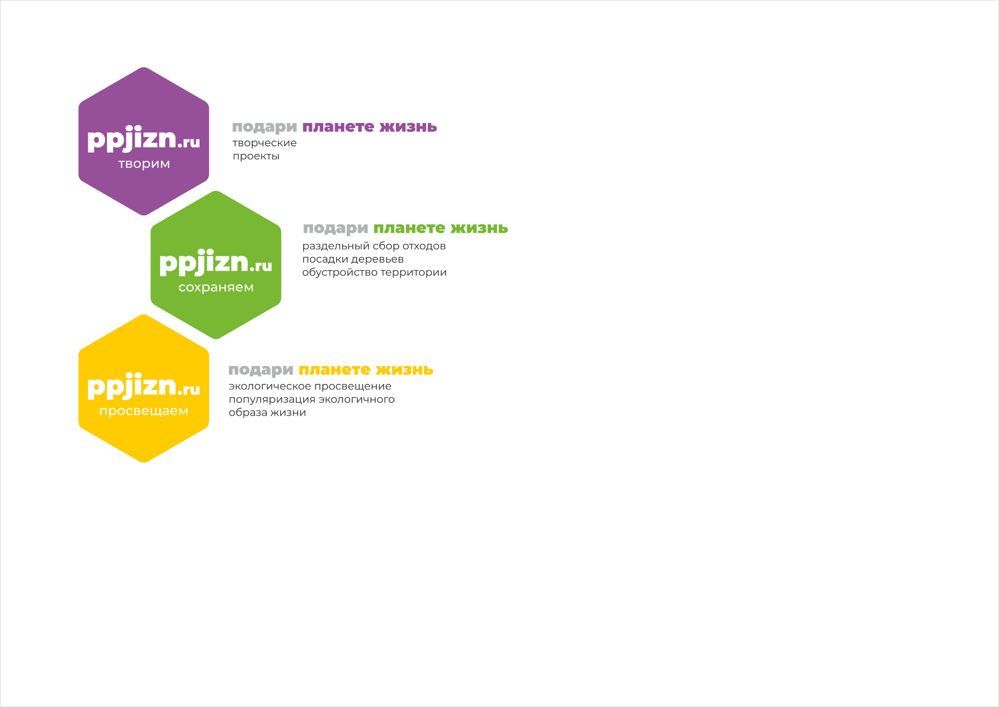 ppjizn.ru
творим
подари планете жизнь
творческие
проекты
ppjizn.ru
сохраняем
подари планете жизнь
раздельный сбор отходов
посадки деревьев
обустройство территории
ppjizn.ru
просвещаем
подари планете жизнь
экологическое просвещение
популяризация экологичного
образа жизни